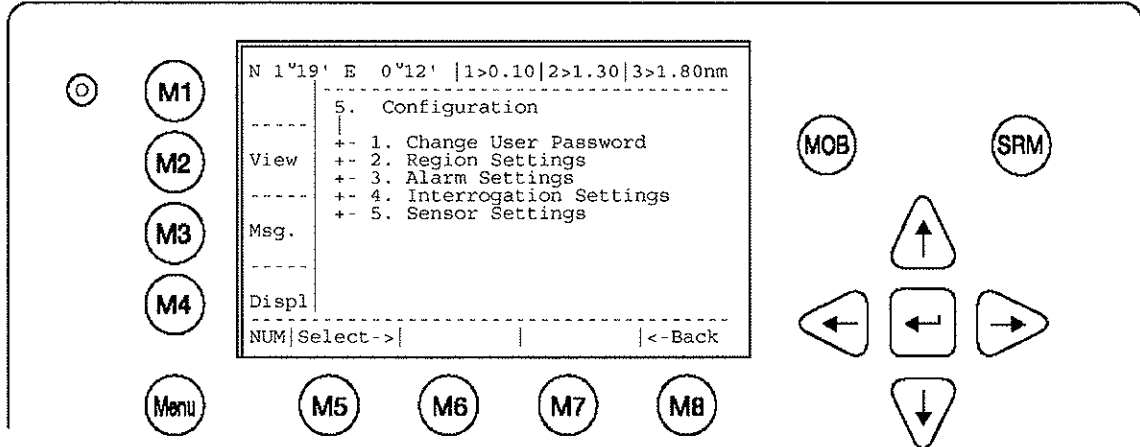 N 1°19' E 0°12' |1>0.10|2>1.30|3>1.80nm
5. Configuration
+- 1. Change User Password
+- 2. Region Settings
+- 3. Alarm Settings
+- 4. Interrogation Settings
+- 5. Sensor Settings
View
Msg.
Displ
NUM|Select->| | |<-Back
M1
M2
M3
M4
Menu
M5
M6
M7
M8
MOB
SRM